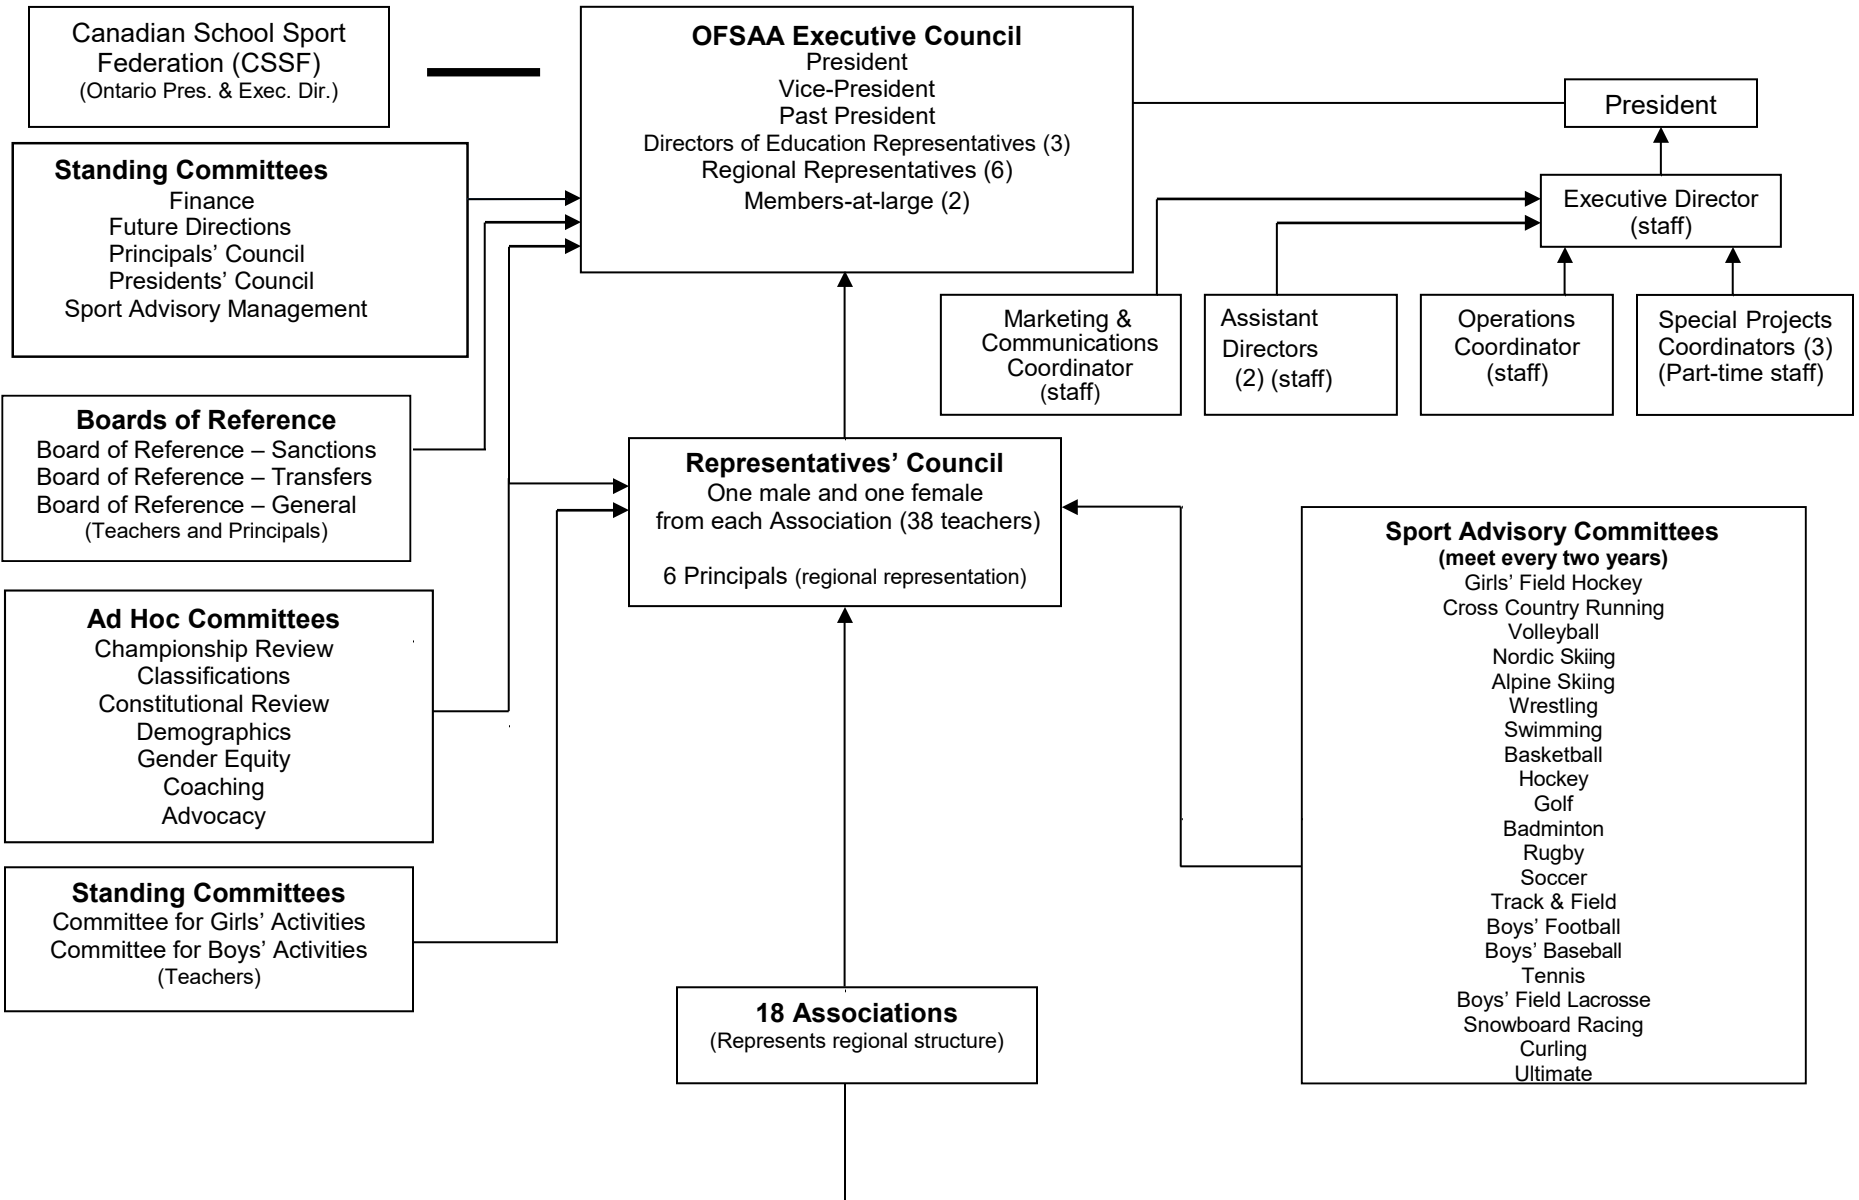 Canadian School Sport
Federation (CSSF)
(Ontario Pres. & Exec. Dir.)
OFSAA Executive Council
President
Vice-President
Past President
Directors of Education Representatives (3)
Regional Representatives (6)
Members-at-large (2)
President
Executive Director
(staff)
Marketing &
Communications
Coordinator
(staff)
Assistant
Directors
(2) (staff)
Operations
Coordinator
(staff)
Special Projects
Coordinators (3)
(Part-time staff)
Standing Committees
Finance
Future Directions
Principals’ Council
Presidents’ Council
Sport Advisory Management
Boards of Reference
Board of Reference – Sanctions
Board of Reference – Transfers
Board of Reference – General
(Teachers and Principals)
Representatives’ Council
One male and one female
from each Association (38 teachers)
6 Principals (regional representation)
Ad Hoc Committees
Championship Review
Classifications
Constitutional Review
Demographics
Gender Equity
Coaching
Advocacy
Standing Committees
Committee for Girls’ Activities
Committee for Boys’ Activities
(Teachers)
18 Associations
(Represents regional structure)
Sport Advisory Committees
(meet every two years)
Girls’ Field Hockey
Cross Country Running
Volleyball
Nordic Skiing
Alpine Skiing
Wrestling
Swimming
Basketball
Hockey
Golf
Badminton
Rugby
Soccer
Track & Field
Boys’ Football
Boys’ Baseball
Tennis
Boys’ Field Lacrosse
Snowboard Racing
Curling
Ultimate